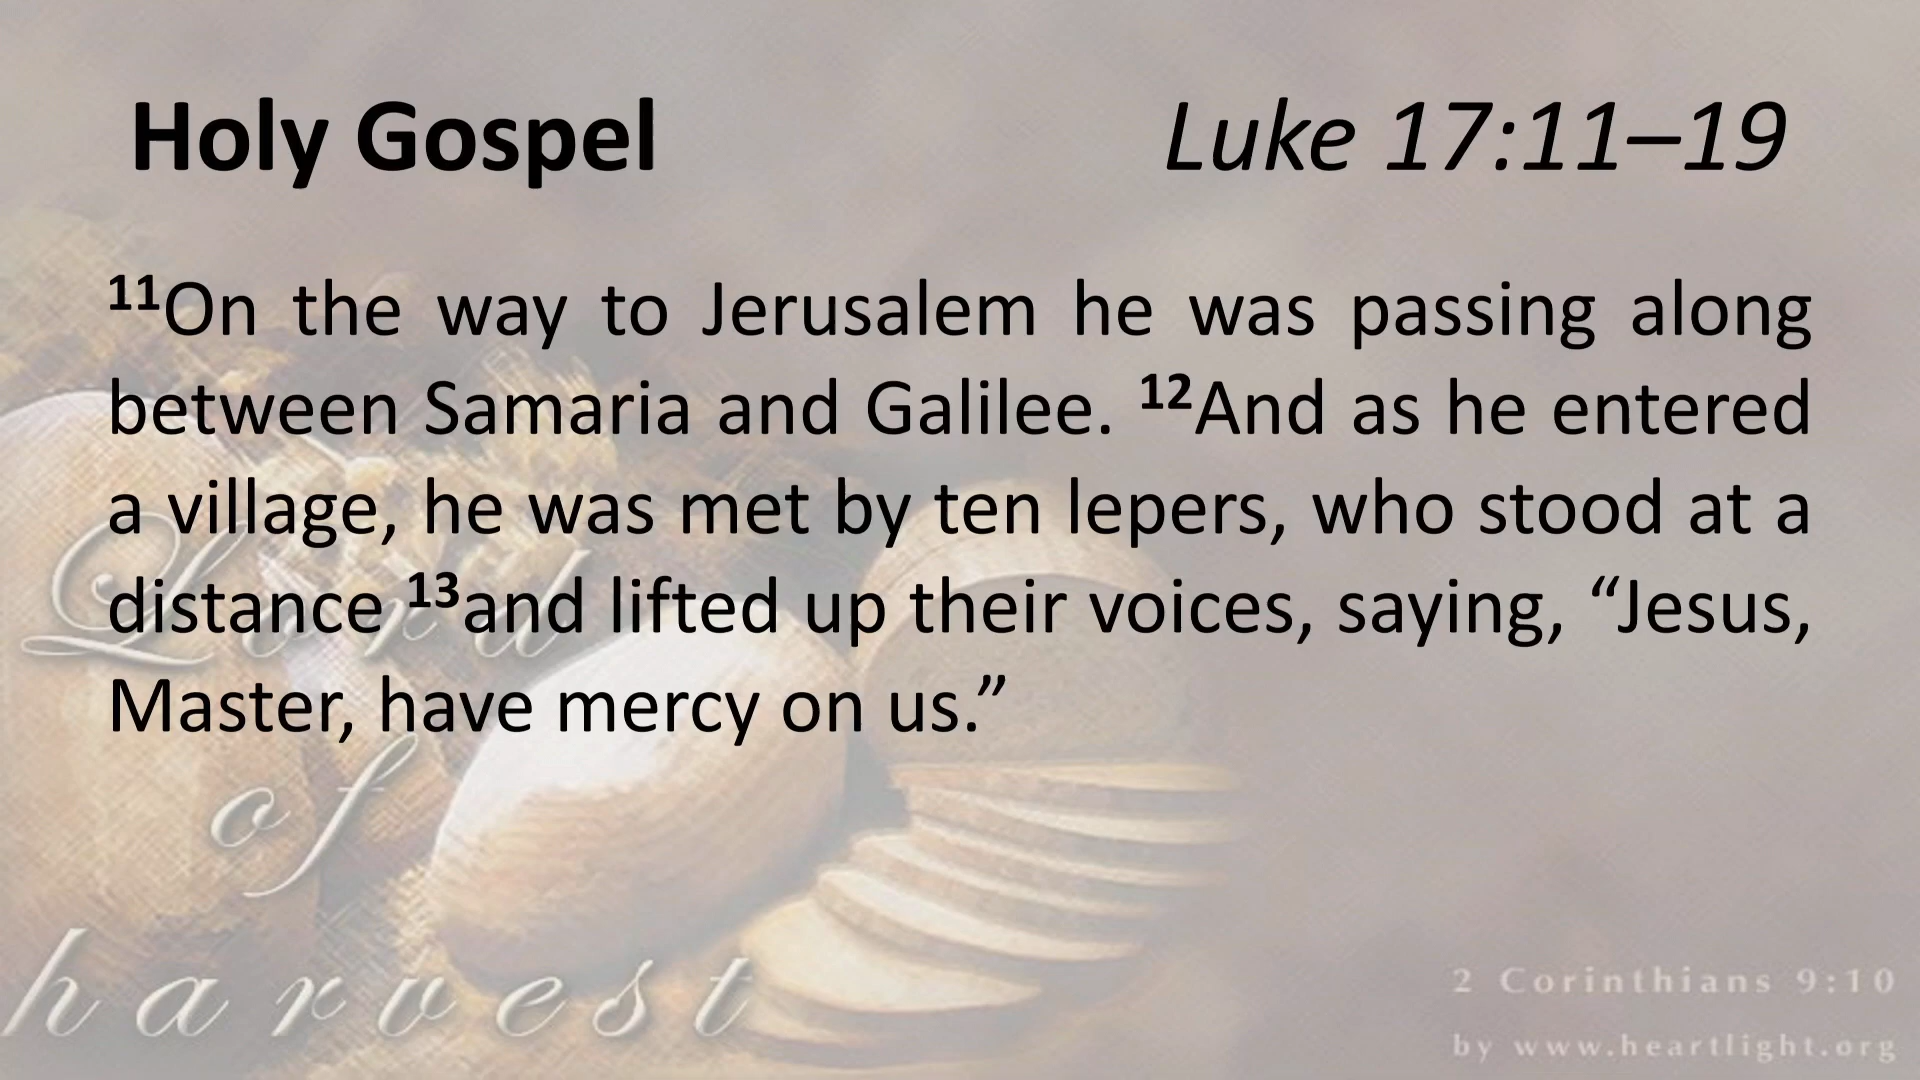 Holy Gospel Luke 17:11–19
¹¹On the way to Jerusalem he was passing along
between Samaria and Galilee. ¹²And as he entered
a village, he was met by ten lepers, who stood at a
distance ¹³and lifted up their voices, saying, “Jesus,
Master, have mercy on us.”
Lord
of
harvest
2 Corinthians 9:10
by www.heartlight.org